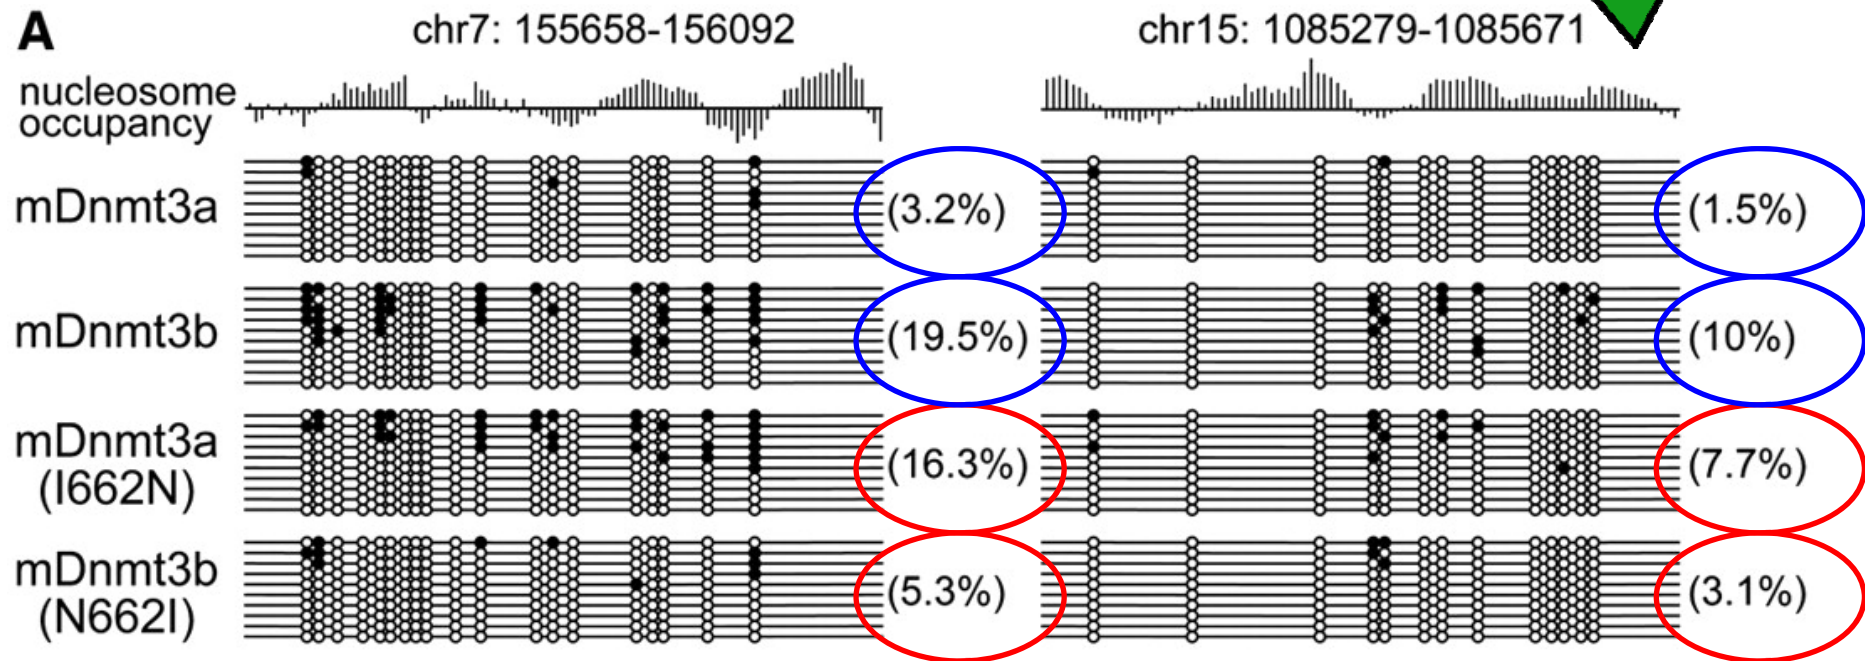 A
chr7: 155658-156092
chr15: 1085279-1085671
nucleosome
occupancy
mDnmt3a
(3.2%)
(1.5%)
mDnmt3b
(19.5%)
(10%)
mDnmt3a
(I662N)
(16.3%)
(7.7%)
mDnmt3b
(N662I)
(5.3%)
(3.1%)